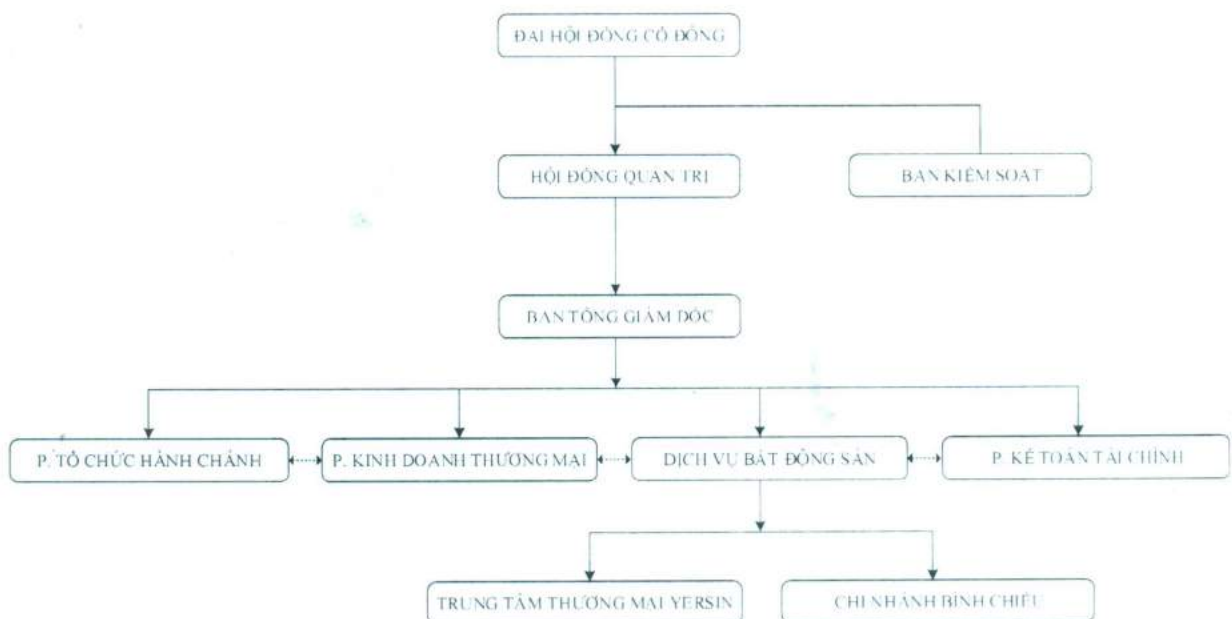 ĐẠI HỘI ĐỒNG CỔ ĐÔNG
HỘI ĐỒNG QUẢN TRỊ
BAN KIỂM SOÁT
BAN TỔNG GIÁM ĐỐC
P. TỔ CHỨC HÀNH CHÁNH
P. KINH DOANH THƯƠNG MẠI
DỊCH VỤ BẤT ĐỘNG SẢN
P. KẾ TOÁN TÀI CHÍNH
TRUNG TÂM THƯƠNG MẠI YERSIN
CHI NHÁNH BÌNH CHIỂU